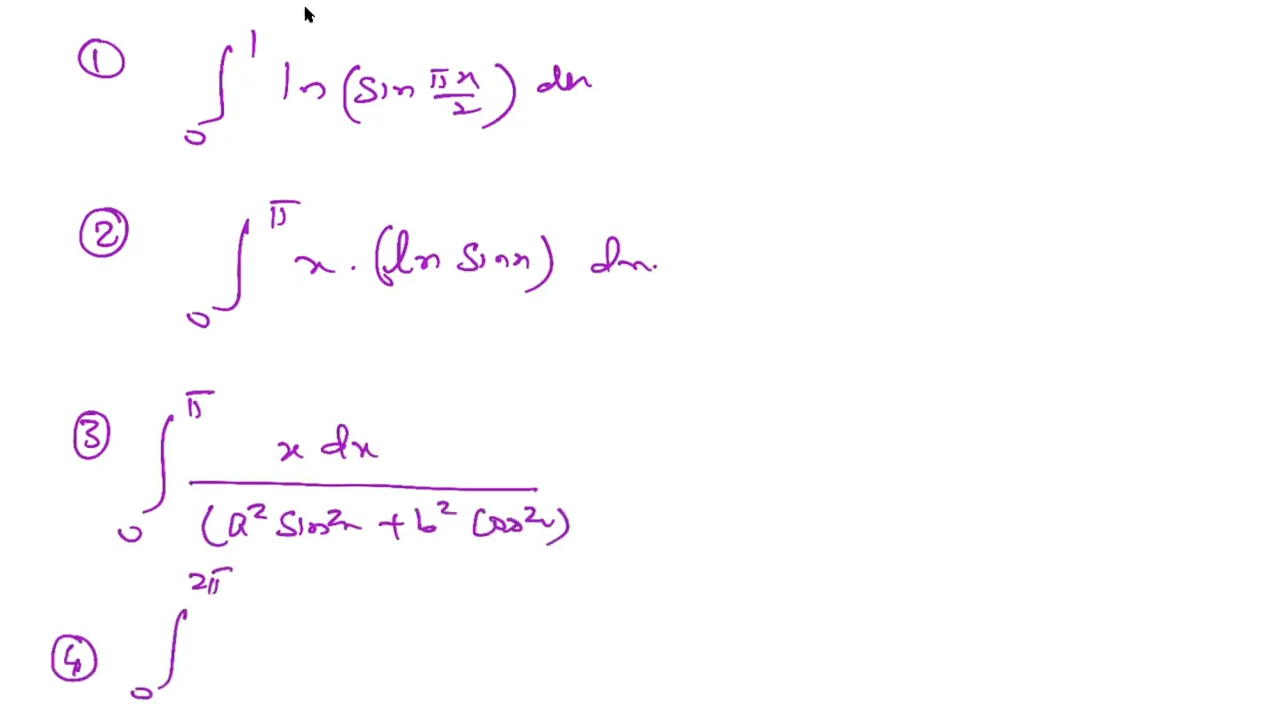 ① ∫₀¹ ln (sin πx/2) dx
② ∫₀^π x . (ln sinx) dx.
③ ∫₀^π x dx / (a² sin²x + b² cos²x)
④ ∫₀^2π